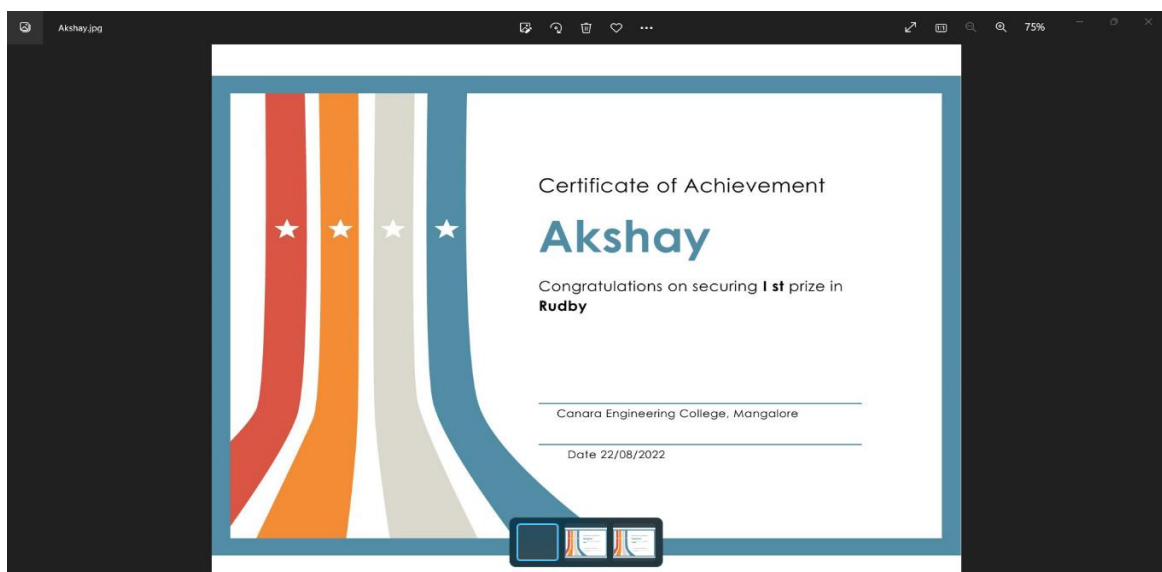 Akshay.jpg
75%
Certificate of Achievement
Akshay
Congratulations on securing I st prize in
Rudby
Canara Engineering College, Mangalore
Date 22/08/2022